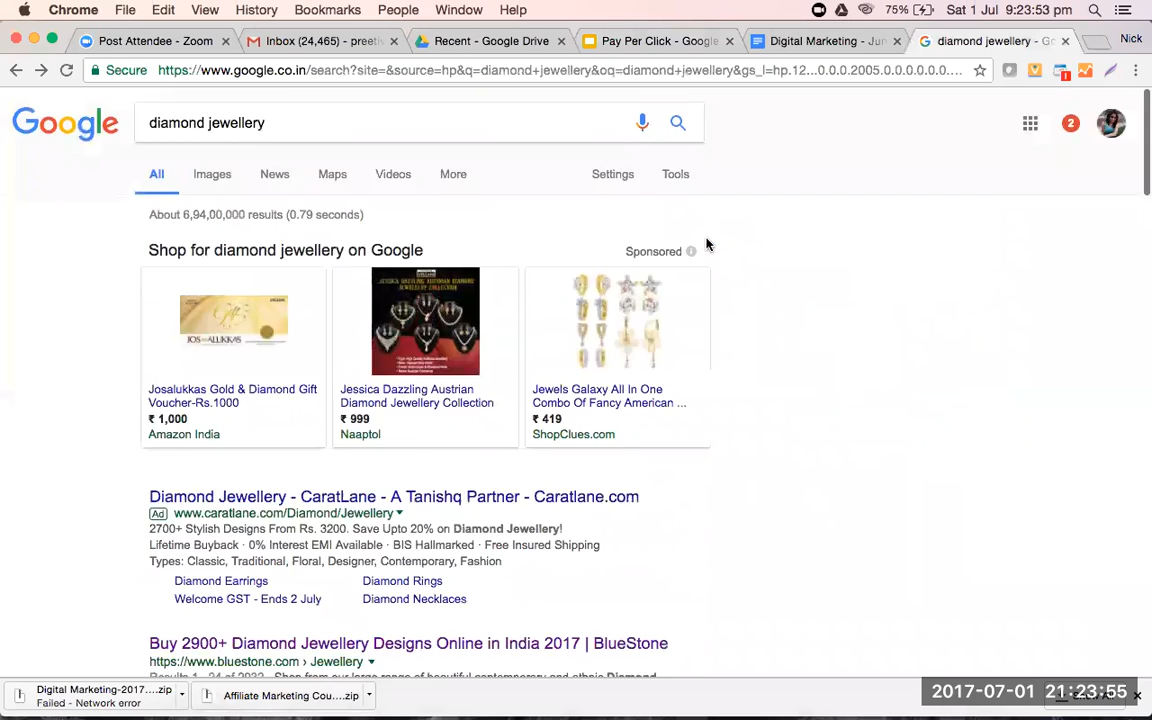 Chrome File Edit View History Bookmarks People Window Help 75% Sat 1 Jul 9:23:53 pm
Post Attendee - Zoom Inbox (24,465) - preetiv Recent - Google Drive Pay Per Click - Google Digital Marketing - Jun diamond jewellery - Go Nick
Secure https://www.google.co.in/search?site=&source=hp&q=diamond+jewellery&oq=diamond+jewellery&gs_l=hp.12...0.0.0.2005.0.0.0.0.0.0....
Google diamond jewellery 2
All Images News Maps Videos More Settings Tools
About 6,94,00,000 results (0.79 seconds)
Shop for diamond jewellery on Google Sponsored
JOS ALUKKAS
Josalukkas Gold & Diamond Gift
Voucher-Rs.1000
₹ 1,000
Amazon India
Jessica Dazzling Austrian
Diamond Jewellery Collection
₹ 999
Naaptol
Jewels Galaxy All In One
Combo Of Fancy American ...
₹ 419
ShopClues.com
Diamond Jewellery - CaratLane - A Tanishq Partner - Caratlane.com
Ad www.caratlane.com/Diamond/Jewellery
2700+ Stylish Designs From Rs. 3200. Save Upto 20% on Diamond Jewellery!
Lifetime Buyback · 0% Interest EMI Available · BIS Hallmarked · Free Insured Shipping
Types: Classic, Traditional, Floral, Designer, Contemporary, Fashion
Diamond Earrings Diamond Rings
Welcome GST - Ends 2 July Diamond Necklaces
Buy 2900+ Diamond Jewellery Designs Online in India 2017 | BlueStone
https://www.bluestone.com › Jewellery
Digital Marketing-2017....zip
Failed - Network error
Affiliate Marketing Cou....zip
2017-07-01 21:23:55